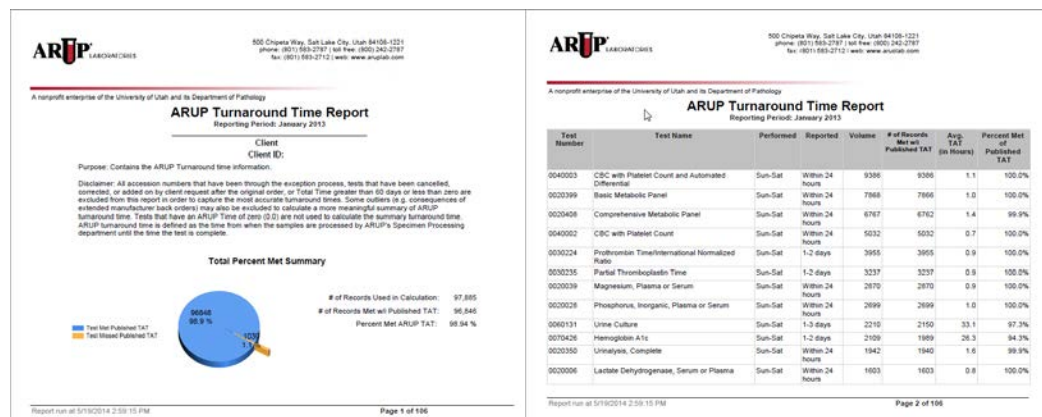 ARUP LABORATORIES
500 Chipeta Way, Salt Lake City, Utah 84108-1221
phone: (801) 583-2787 | toll free: (800) 242-2787
fax: (801) 583-2712 | web: www.aruplab.com
A nonprofit enterprise of the University of Utah and its Department of Pathology
ARUP Turnaround Time Report
Reporting Period: January 2013
Client
Client ID:
Purpose: Contains the ARUP Turnaround time information.
Disclaimer: All accession numbers that have been through the exception process, tests that have been cancelled,
corrected, or added on by client request after the original order, or Total Time greater than 60 days or less than zero are
excluded from this report in order to capture the most accurate turnaround times. Some outliers (e.g. consequences of
extended manufacturer back orders) may also be excluded to calculate a more meaningful summary of ARUP
turnaround time. Tests that have an ARUP Time of zero (0.0) are not used to calculate the summary turnaround time.
ARUP turnaround time is defined as the time from when the samples are processed by ARUP's Specimen Processing
department until the time the test is complete.
Total Percent Met Summary
96846
98.9 %
1039
1.1
Test Met Published TAT
Test Missed Published TAT
# of Records Used in Calculation: 97,885
# of Records Met w/i Published TAT: 96,846
Percent Met ARUP TAT: 98.94 %
Report run at 5/19/2014 2:59:15 PM Page 1 of 106
ARUP LABORATORIES
500 Chipeta Way, Salt Lake City, Utah 84108-1221
phone: (801) 583-2787 | toll free: (800) 242-2787
fax: (801) 583-2712 | web: www.aruplab.com
A nonprofit enterprise of the University of Utah and its Department of Pathology
ARUP Turnaround Time Report
Reporting Period: January 2013
Test Number Test Name Performed Reported Volume # of Records Met w/i Published TAT Avg. TAT (in Hours) Percent Met of Published TAT
0040003 CBC with Platelet Count and Automated Differential Sun-Sat Within 24 hours 9386 9386 1.1 100.0%
0020399 Basic Metabolic Panel Sun-Sat Within 24 hours 7868 7866 1.0 100.0%
0020408 Comprehensive Metabolic Panel Sun-Sat Within 24 hours 6767 6762 1.4 99.9%
0040002 CBC with Platelet Count Sun-Sat Within 24 hours 5032 5032 0.7 100.0%
0030224 Prothrombin Time/International Normalized Ratio Sun-Sat 1-2 days 3955 3955 0.9 100.0%
0030235 Partial Thromboplastin Time Sun-Sat 1-2 days 3237 3237 0.9 100.0%
0020039 Magnesium, Plasma or Serum Sun-Sat Within 24 hours 2870 2870 0.9 100.0%
0020028 Phosphorus, Inorganic, Plasma or Serum Sun-Sat Within 24 hours 2699 2699 1.0 100.0%
0060131 Urine Culture Sun-Sat 1-3 days 2210 2150 33.1 97.3%
0070426 Hemoglobin A1c Sun-Sat 1-2 days 2109 1989 26.3 94.3%
0020350 Urinalysis, Complete Sun-Sat Within 24 hours 1942 1940 1.6 99.9%
0020006 Lactate Dehydrogenase, Serum or Plasma Sun-Sat Within 24 hours 1603 1603 0.8 100.0%
Report run at 5/19/2014 2:59:15 PM Page 2 of 106